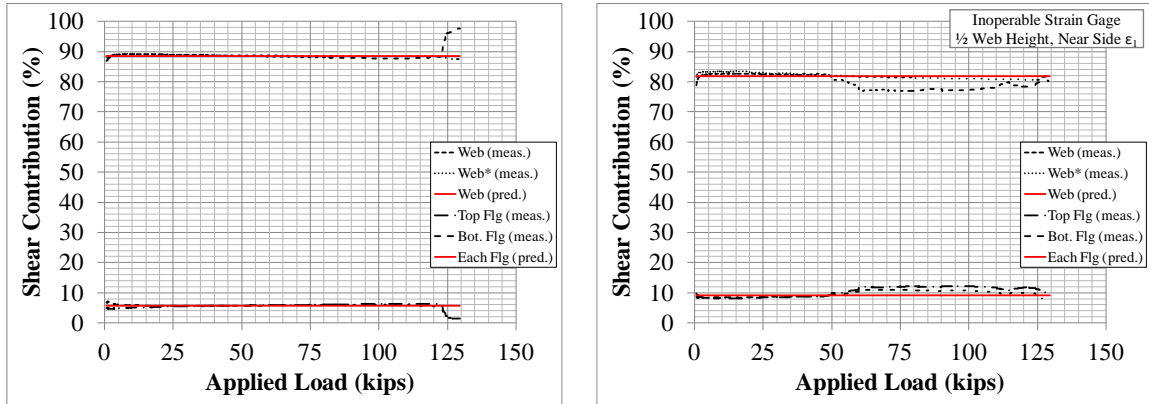 Shear Contribution (%)
100
90
80
70
60
50
40
30
20
10
0
Web (meas.)
Web* (meas.)
Web (pred.)
Top Flg (meas.)
Bot. Flg (meas.)
Each Flg (pred.)
0 25 50 75 100 125 150
Applied Load (kips)
Shear Contribution (%)
100
90
80
70
60
50
40
30
20
10
0
Inoperable Strain Gage
½ Web Height, Near Side ε₁
Web (meas.)
Web* (meas.)
Web (pred.)
Top Flg (meas.)
Bot. Flg (meas.)
Each Flg (pred.)
0 25 50 75 100 125 150
Applied Load (kips)